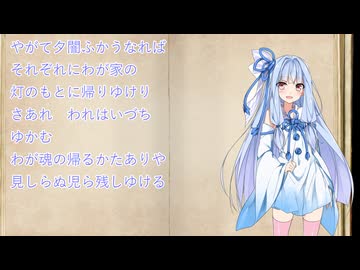 やがて夕闇ふかうなれば
それぞれにわが家の
灯のもとに帰りゆけり
さあれ　われはいづち
ゆかむ
わが魂の帰るかたありや
見しらぬ児ら残しゆける